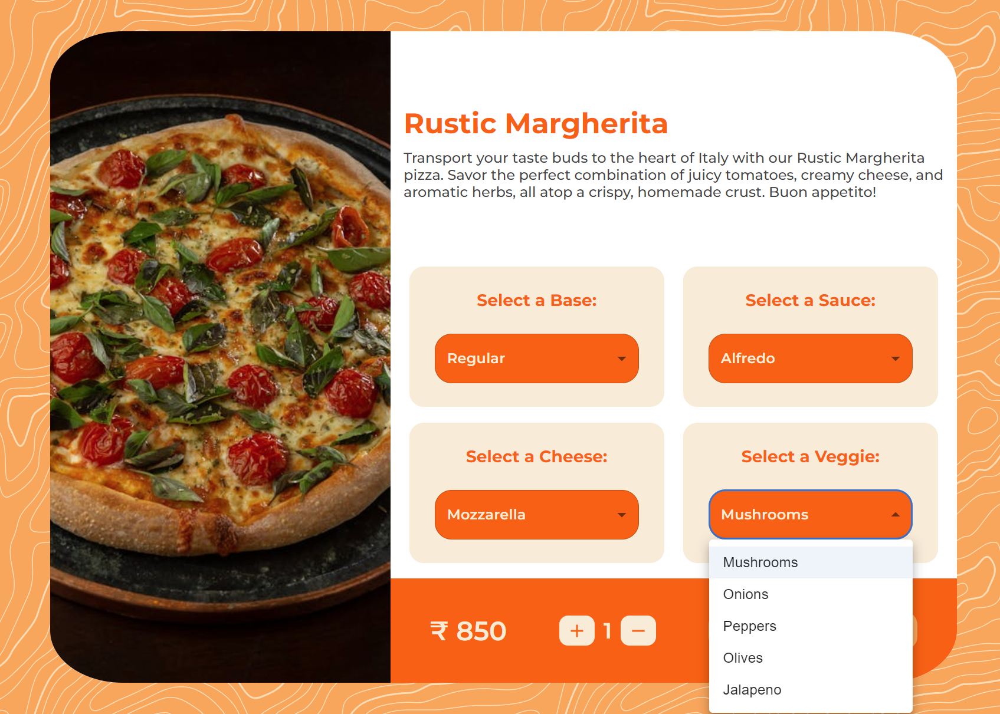 Rustic Margherita
Transport your taste buds to the heart of Italy with our Rustic Margherita
pizza. Savor the perfect combination of juicy tomatoes, creamy cheese, and
aromatic herbs, all atop a crispy, homemade crust. Buon appetito!
Select a Base:
Regular
Select a Sauce:
Alfredo
Select a Cheese:
Mozzarella
Select a Veggie:
Mushrooms
Mushrooms
Onions
Peppers
Olives
Jalapeno
₹ 850
+ 1 −